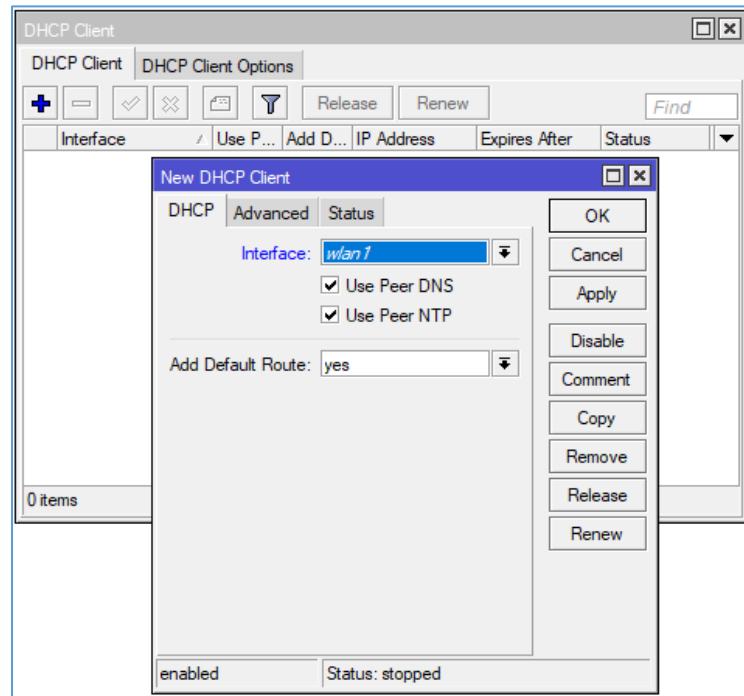 DHCP Client
DHCP Client DHCP Client Options
Release Renew Find
Interface Use P... Add D... IP Address Expires After Status
New DHCP Client
DHCP Advanced Status
OK
Interface: wlan1
Cancel
Use Peer DNS
Apply
Use Peer NTP
Disable
Add Default Route: yes
Comment
Copy
Remove
0 items
Release
Renew
enabled Status: stopped